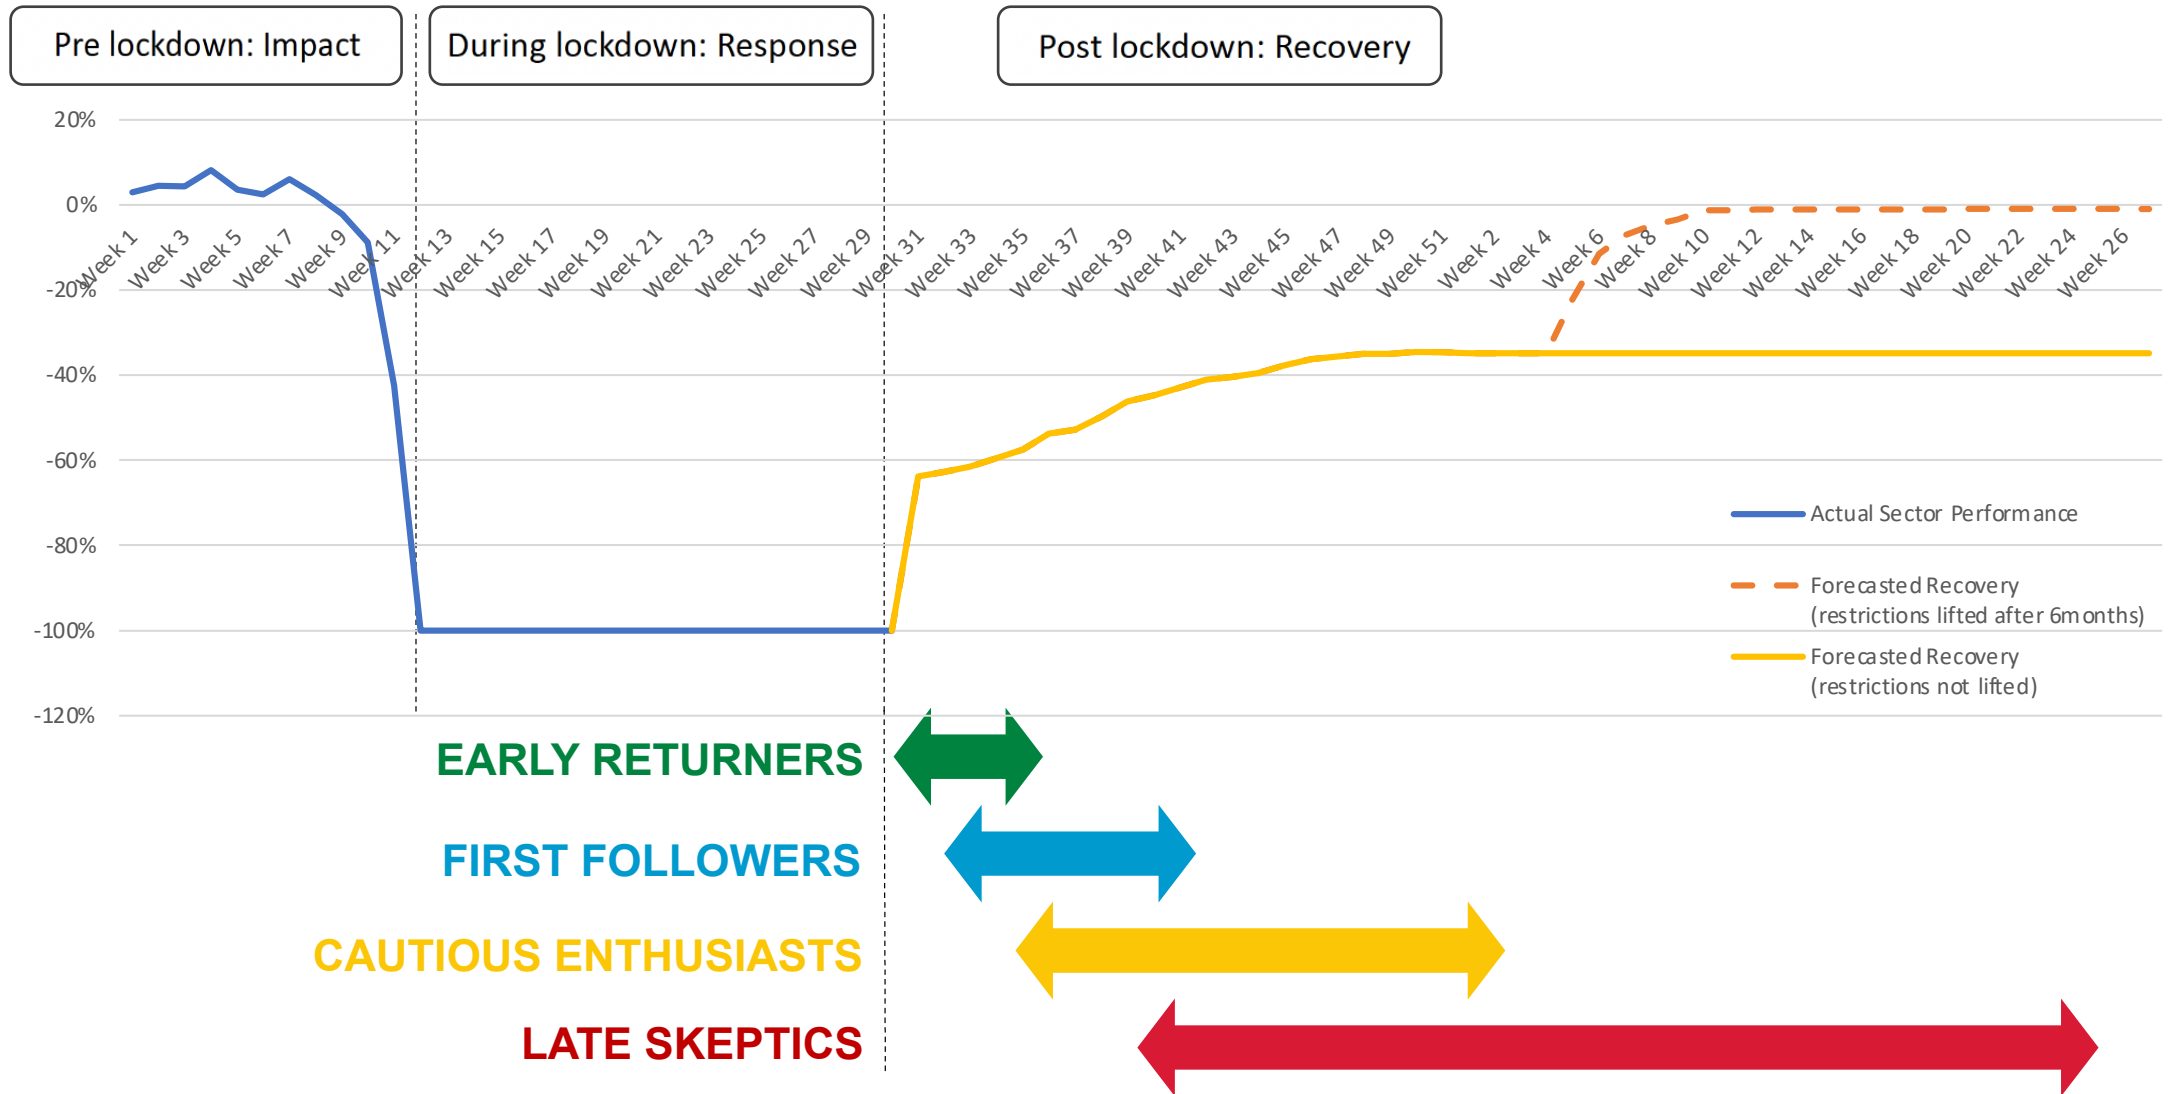 Pre lockdown: Impact
During lockdown: Response
Post lockdown: Recovery
20%
0%
-20%
-40%
-60%
-80%
-100%
-120%
Week 1
Week 3
Week 5
Week 7
Week 9
Week 11
Week 13
Week 15
Week 17
Week 19
Week 21
Week 23
Week 25
Week 27
Week 29
Week 31
Week 33
Week 35
Week 37
Week 39
Week 41
Week 43
Week 45
Week 47
Week 49
Week 51
Week 2
Week 4
Week 6
Week 8
Week 10
Week 12
Week 14
Week 16
Week 18
Week 20
Week 22
Week 24
Week 26
Actual Sector Performance
Forecasted Recovery
(restrictions lifted after 6months)
Forecasted Recovery
(restrictions not lifted)
EARLY RETURNERS
FIRST FOLLOWERS
CAUTIOUS ENTHUSIASTS
LATE SKEPTICS